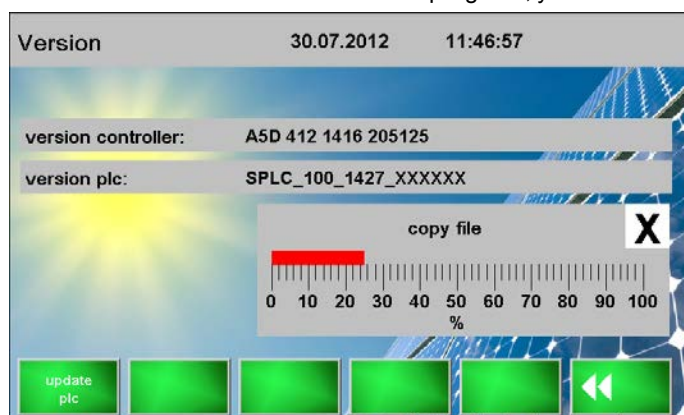 Version 30.07.2012 11:46:57
version controller: A5D 412 1416 205125
version plc: SPLC_100_1427_XXXXXX
copy file X
0 10 20 30 40 50 60 70 80 90 100
%
update
plc